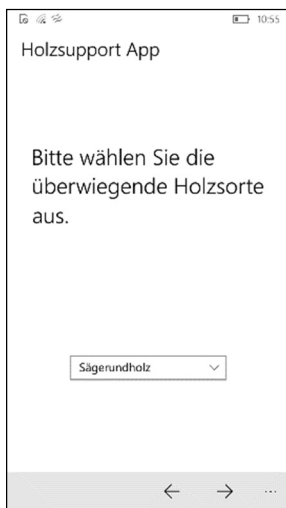 10:55
Holzsupport App
Bitte wählen Sie die
überwiegende Holzsorte
aus.
Sägerundholz